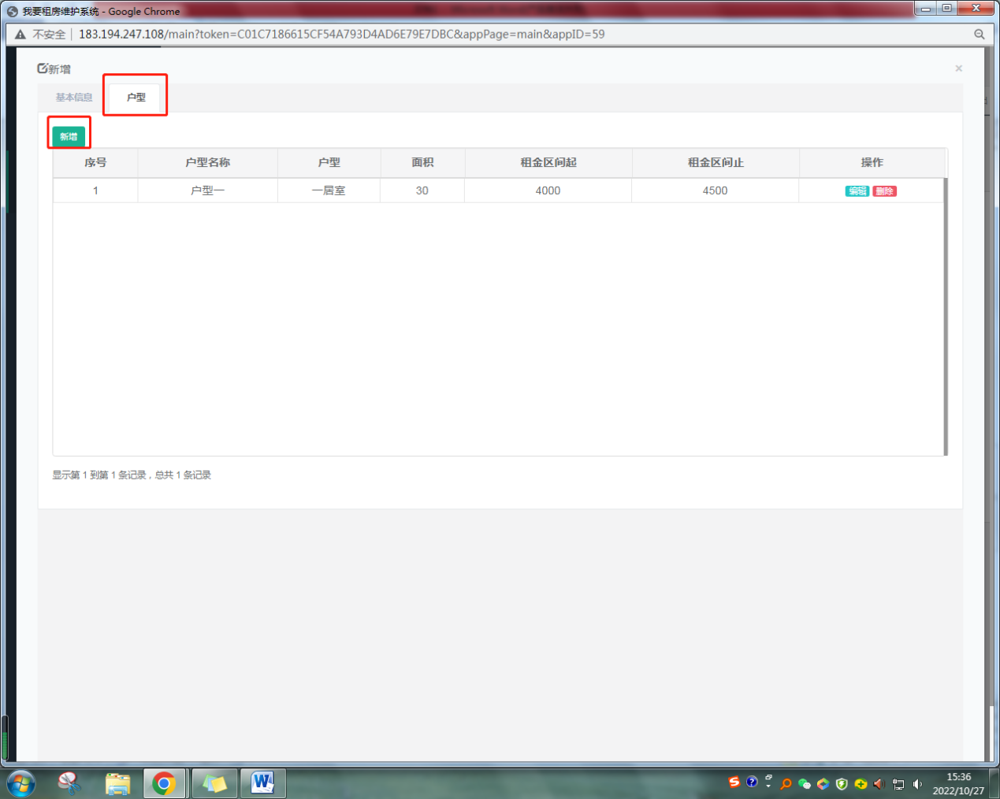 我要租房维护系统 - Google Chrome
不安全 183.194.247.108/main?token=C01C7186615CF54A793D4AD6E79E7DBC&appPage=main&appID=59
新增
基本信息 户型
新增
序号 户型名称 户型 面积 租金区间起 租金区间止 操作
1 户型一 一居室 30 4000 4500 编辑 删除
显示第 1 到第 1 条记录，总共 1 条记录
15:36
2022/10/27